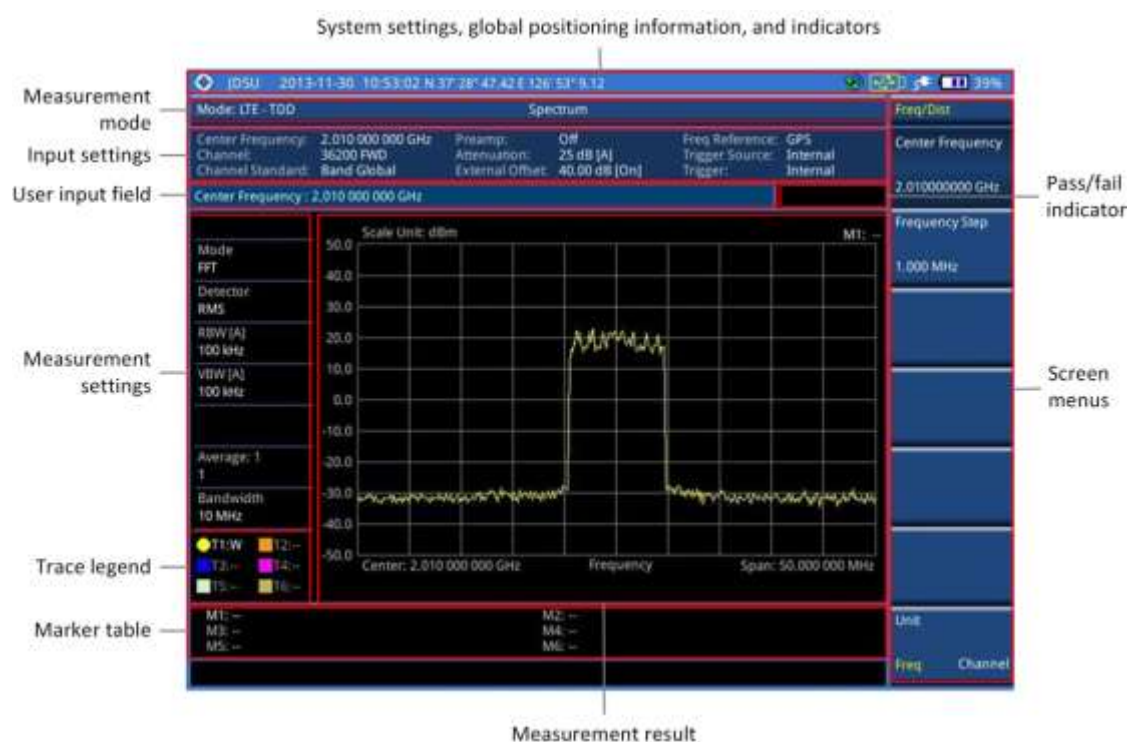 System settings, global positioning information, and indicators
JDSU 2013-11-30 10:53:02 N 37° 28" 47.42 E 126° 53" 9.12 39%
Measurement mode
Mode: LTE - TDD Spectrum Freq/Dist
Input settings
Center Frequency: 2.010 000 000 GHz Preamp: Off Freq Reference: GPS
Channel: 36200 FWD Attenuation: 25 dB [A] Trigger Source: Internal
Channel Standard: Band Global External Offset: 40.00 dB [On] Trigger: Internal
Center Frequency
2.010000000 GHz
Pass/fail indicator
User input field
Center Frequency : 2.010 000 000 GHz
Frequency Step
1.000 MHz
Measurement settings
Mode
FFT
Detector
RMS
RBW [A]
100 kHz
VBW [A]
100 kHz
Average: 1
1
Bandwidth
10 MHz
Scale Unit: dBm M1: --
50.0
40.0
30.0
20.0
10.0
0.0
-10.0
-20.0
-30.0
-40.0
-50.0
Center: 2.010 000 000 GHz Frequency Span: 50.000 000 MHz
Screen menus
Trace legend
T1:W T2:--
T3:-- T4:--
T5:-- T6:--
Marker table
M1: -- M2: --
M3: -- M4: --
M5: -- M6: --
Unit
Freq Channel
Measurement result